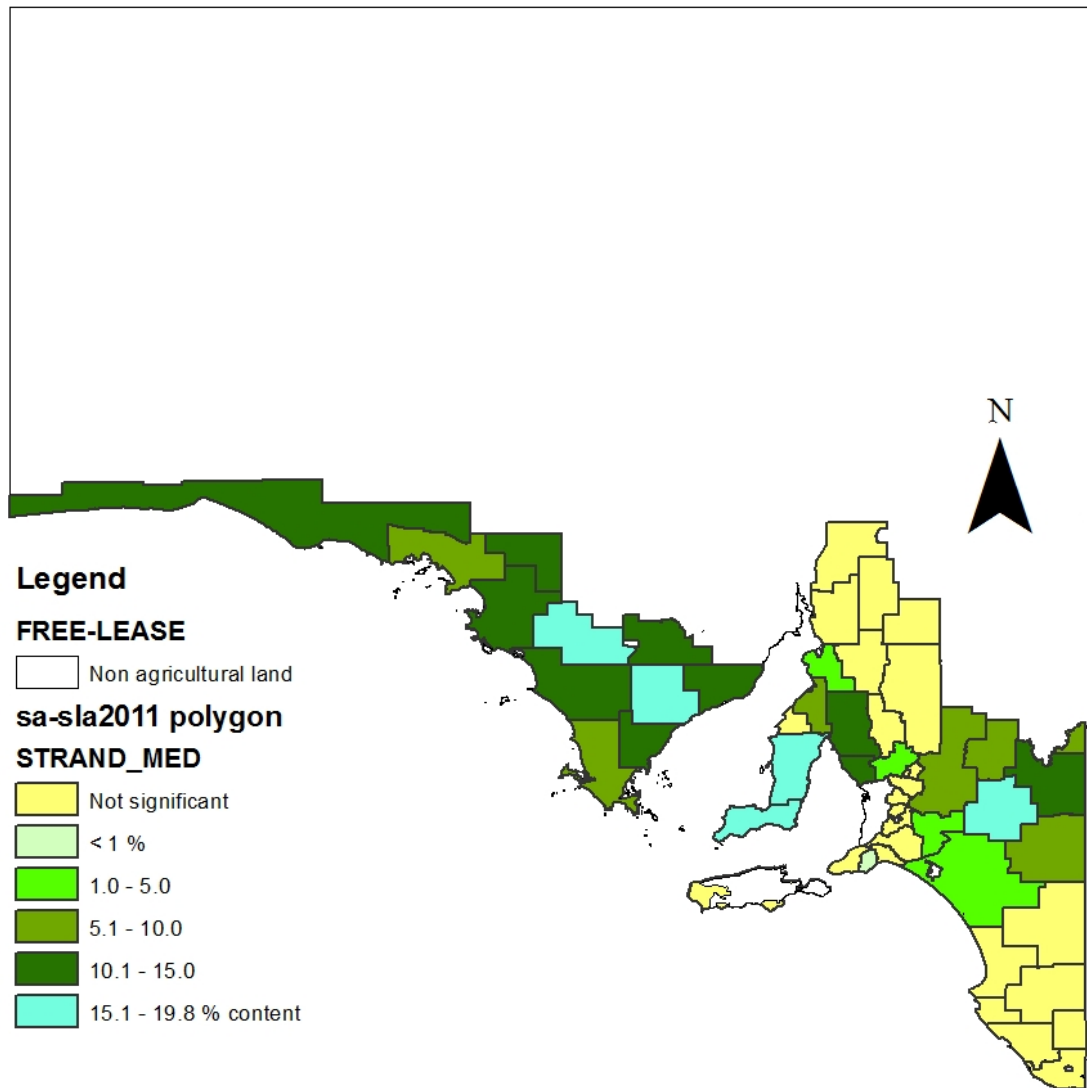 N
Legend
FREE-LEASE
Non agricultural land
sa-sla2011 polygon
STRAND_MED
Not significant
< 1 %
1.0 - 5.0
5.1 - 10.0
10.1 - 15.0
15.1 - 19.8 % content